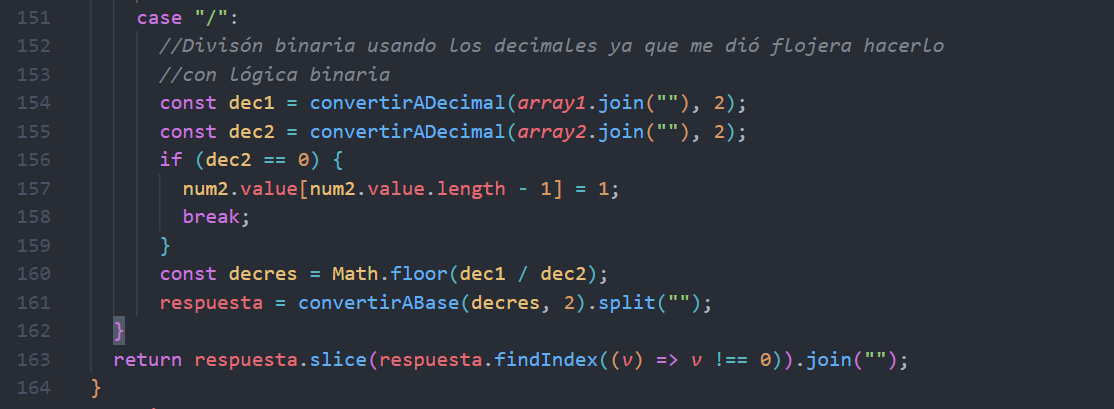 151 case "/":
152 //Divisón binaria usando los decimales ya que me dió flojera hacerlo
153 //con lógica binaria
154 const dec1 = convertirADecimal(array1.join(""), 2);
155 const dec2 = convertirADecimal(array2.join(""), 2);
156 if (dec2 == 0) {
157 num2.value[num2.value.length - 1] = 1;
158 break;
159 }
160 const decres = Math.floor(dec1 / dec2);
161 respuesta = convertirABase(decres, 2).split("");
162 }
163 return respuesta.slice(respuesta.findIndex((v) => v !== 0)).join("");
164 }